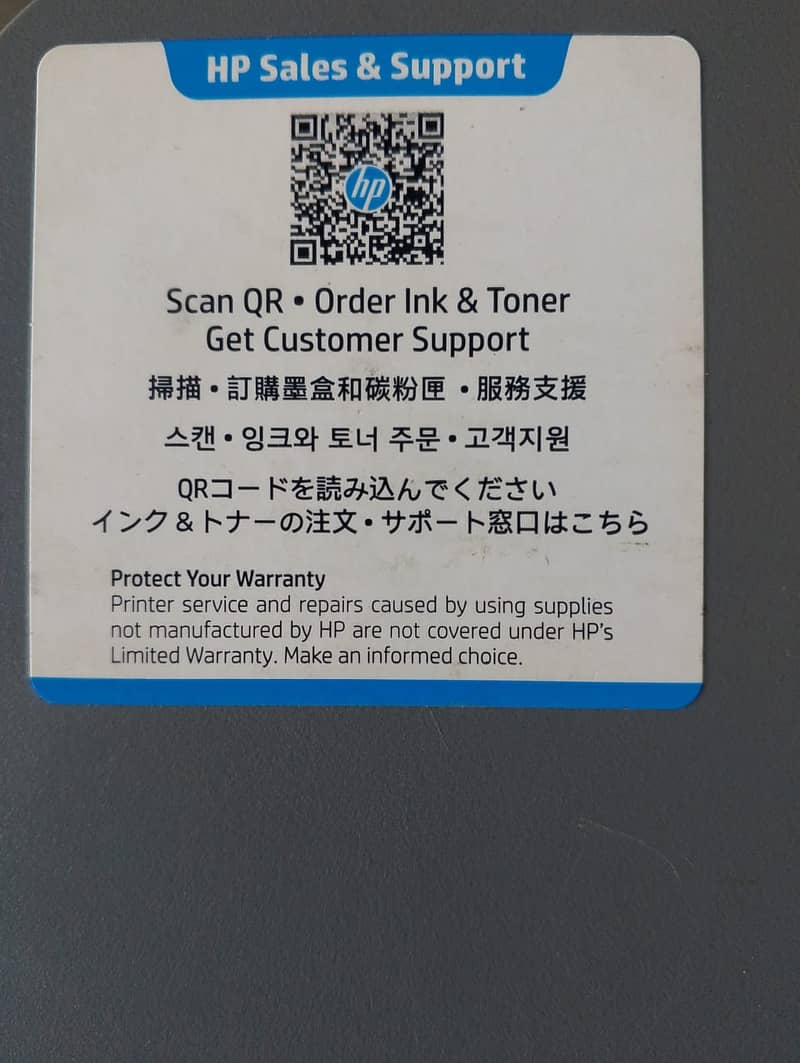 HP Sales & Support
hp
Scan QR • Order Ink & Toner
Get Customer Support
掃描 • 訂購墨盒和碳粉匣 • 服務支援
스캔 • 잉크와 토너 주문 • 고객지원
QRコードを読み込んでください
インク & トナーの注文 • サポート窓口はこちら
Protect Your Warranty
Printer service and repairs caused by using supplies
not manufactured by HP are not covered under HP's
Limited Warranty. Make an informed choice.